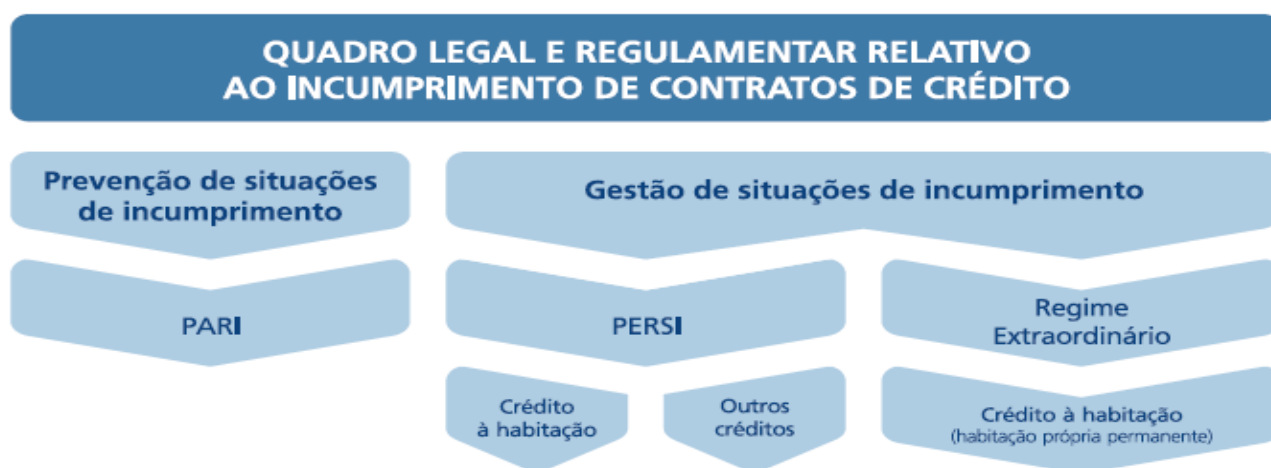 QUADRO LEGAL E REGULAMENTAR RELATIVO
AO INCUMPRIMENTO DE CONTRATOS DE CRÉDITO
Prevenção de situações
de incumprimento
Gestão de situações de incumprimento
PARI
PERSI
Regime
Extraordinário
Crédito
à habitação
Outros
créditos
Crédito à habitação
(habitação própria permanente)